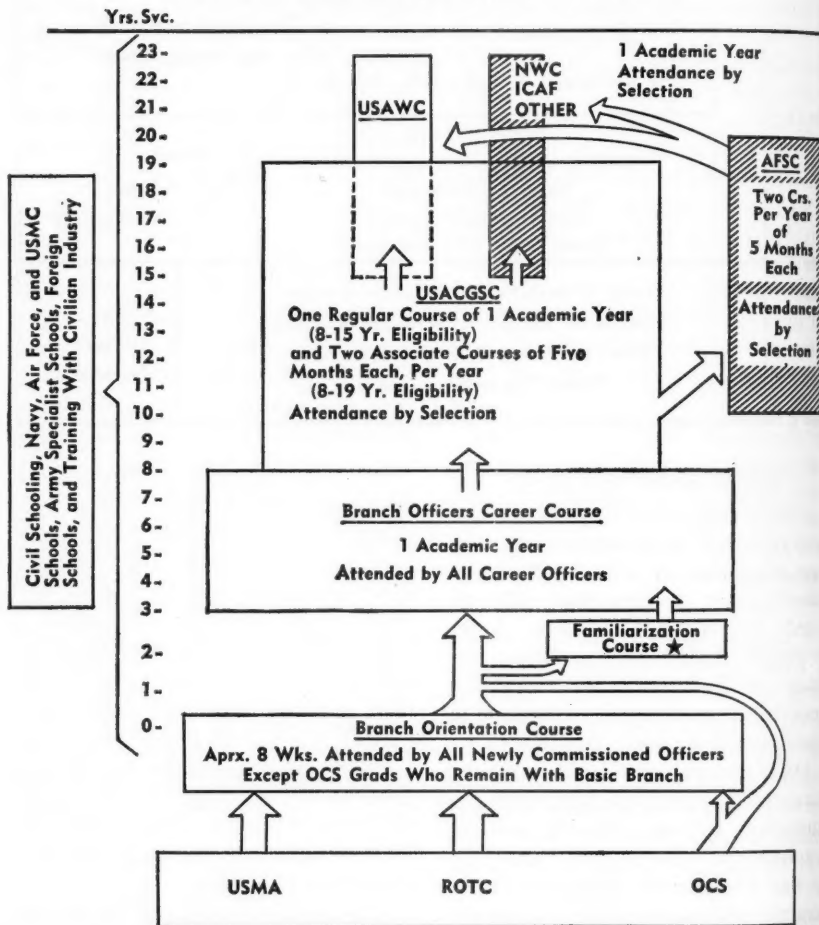 Yrs. Svc.
23-
22-
21-
20-
19-
18-
17-
16-
15-
14-
13-
12-
11-
10-
9-
8-
7-
6-
5-
4-
3-
2-
1-
0-
Civil Schooling, Navy, Air Force, and USMC
Schools, Army Specialist Schools, Foreign
Schools, and Training With Civilian Industry
USAWC
NWC
ICAF
OTHER
1 Academic Year
Attendance by
Selection
AFSC
Two Crs.
Per Year
of
5 Months
Each
Attendance
by
Selection
USACGSC
One Regular Course of 1 Academic Year
(8-15 Yr. Eligibility)
and Two Associate Courses of Five
Months Each, Per Year
(8-19 Yr. Eligibility)
Attendance by Selection
Branch Officers Career Course
1 Academic Year
Attended by All Career Officers
Familiarization
Course ★
Branch Orientation Course
Aprx. 8 Wks. Attended by All Newly Commissioned Officers
Except OCS Grads Who Remain With Basic Branch
USMA
ROTC
OCS